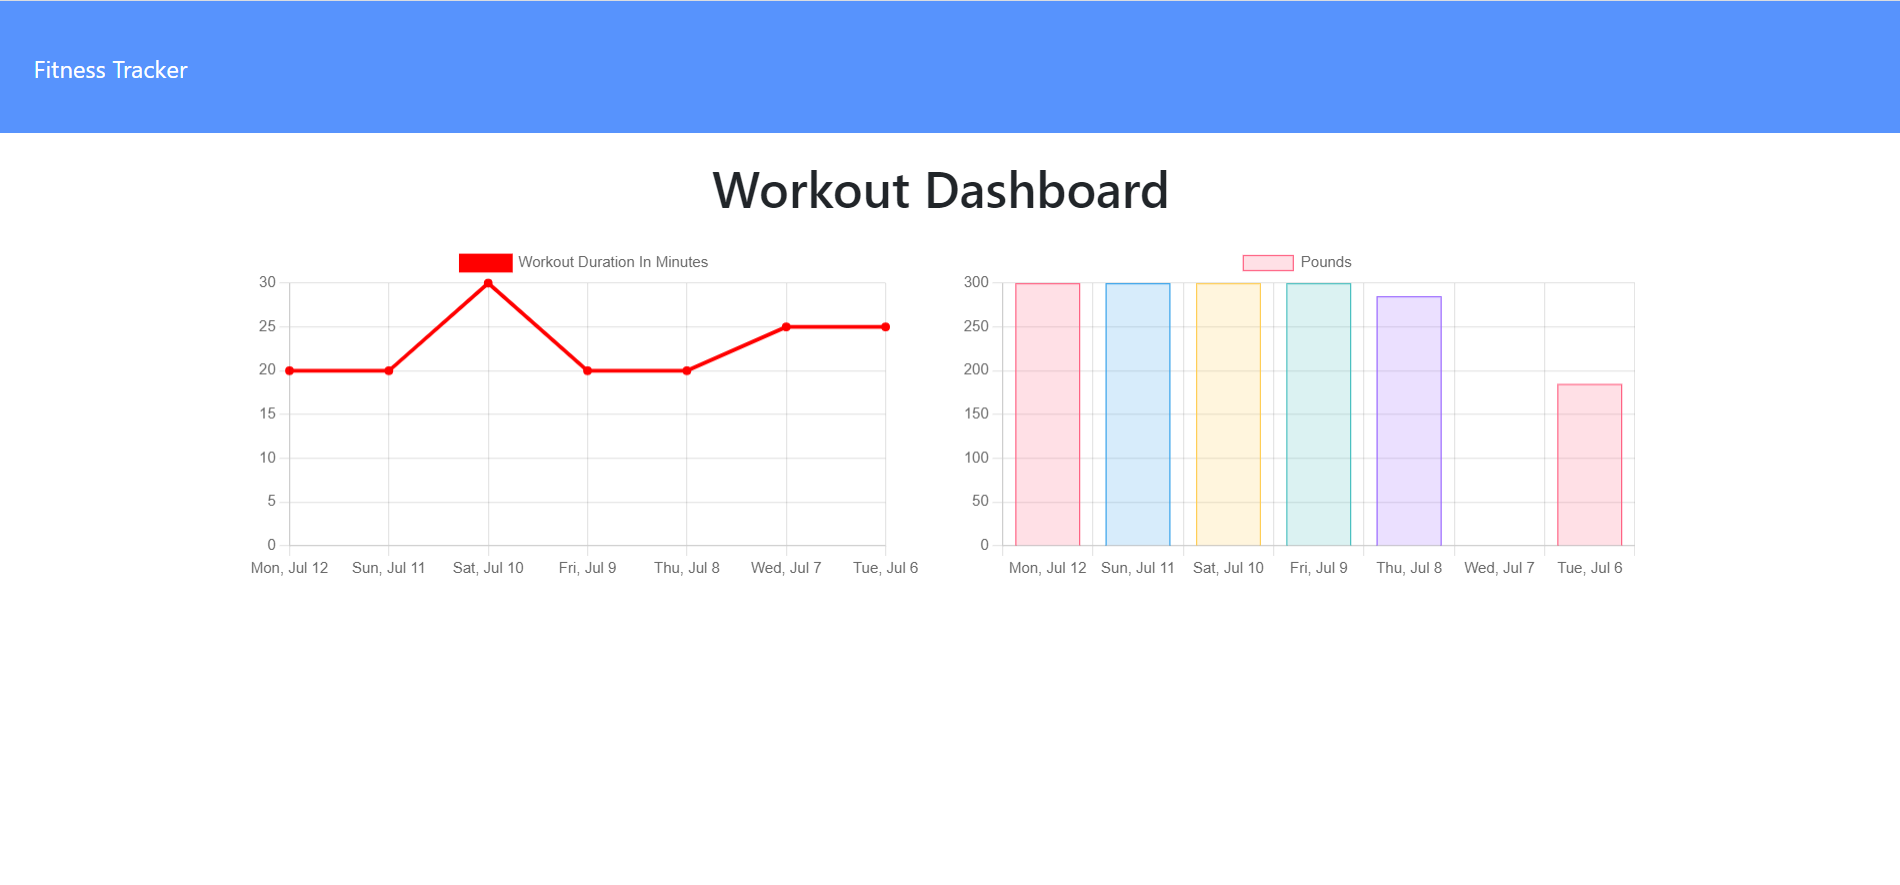 Fitness Tracker
Workout Dashboard
Workout Duration In Minutes
30
25
20
15
10
5
0
Mon, Jul 12 Sun, Jul 11 Sat, Jul 10 Fri, Jul 9 Thu, Jul 8 Wed, Jul 7 Tue, Jul 6
Pounds
300
250
200
150
100
50
0
Mon, Jul 12 Sun, Jul 11 Sat, Jul 10 Fri, Jul 9 Thu, Jul 8 Wed, Jul 7 Tue, Jul 6